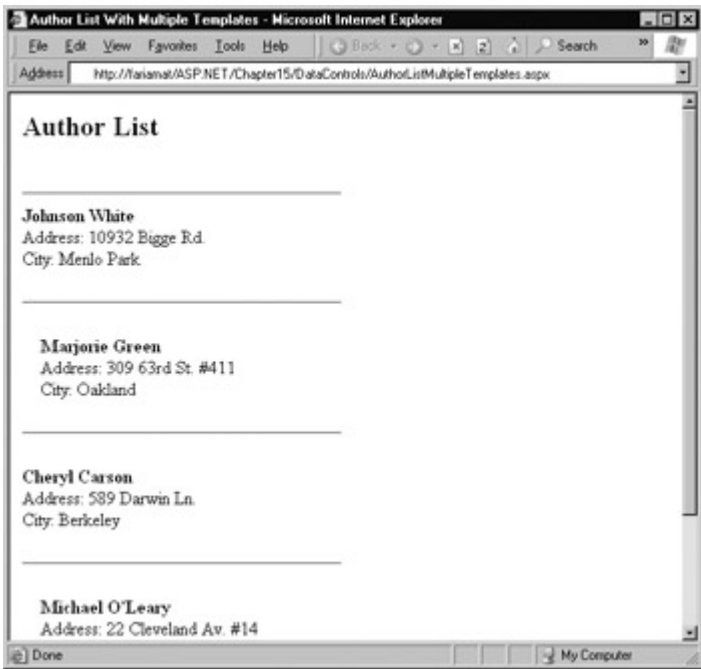 Author List With Multiple Templates - Microsoft Internet Explorer
File Edit View Favorites Tools Help Back Search »
Address http://fariamat/ASP.NET/Chapter15/DataControls/AuthorListMultipleTemplates.aspx
Author List
Johnson White
Address: 10932 Bigge Rd.
City: Menlo Park
Marjorie Green
Address: 309 63rd St. #411
City: Oakland
Cheryl Carson
Address: 589 Darwin Ln.
City: Berkeley
Michael O'Leary
Address: 22 Cleveland Av. #14
Done My Computer